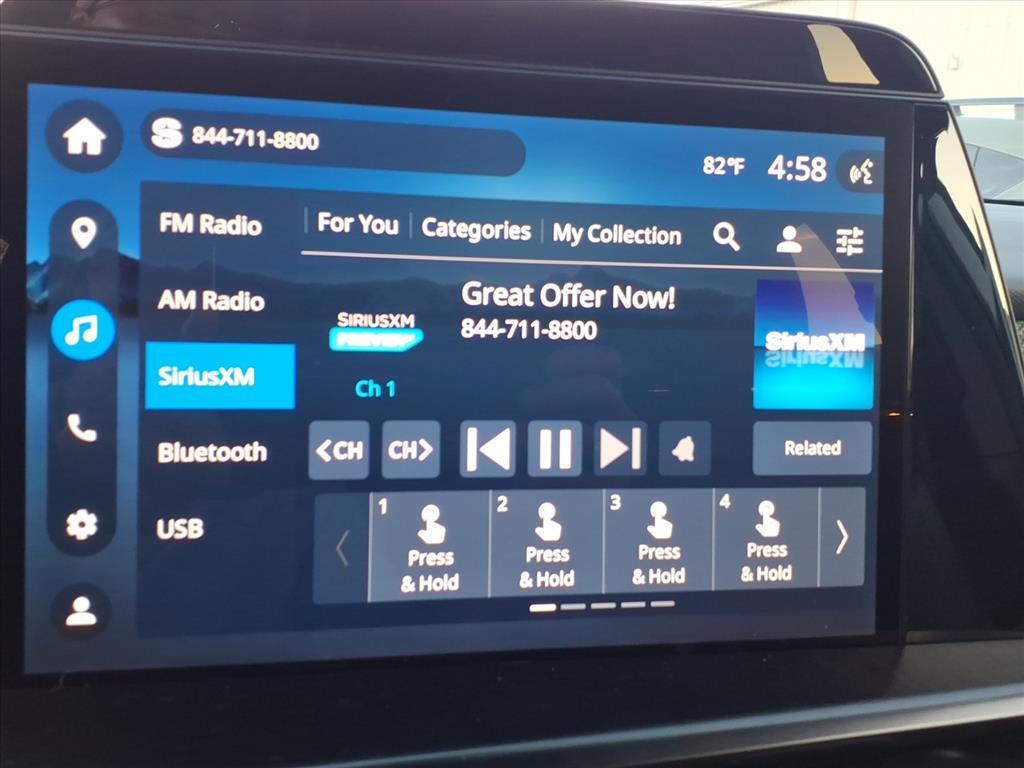 S 844-711-8800
82°F 4:58
FM Radio
For You
Categories
My Collection
AM Radio
SiriusXM
Bluetooth
USB
SIRIUSXM
PREVIEW
Great Offer Now!
844-711-8800
Ch 1
SiriusXM
<CH
CH>
Related
1
Press
& Hold
2
Press
& Hold
3
Press
& Hold
4
Press
& Hold